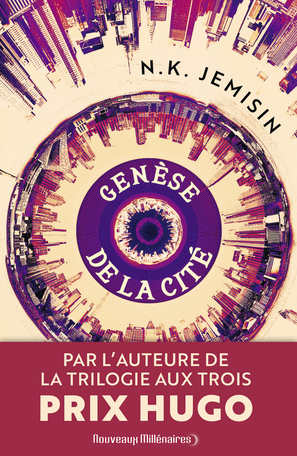 N.K. JEMISIN
GENÈSE
DE LA CITÉ
PAR L'AUTEURE DE
LA TRILOGIE AUX TROIS
PRIX HUGO
Nouveaux Millénaires